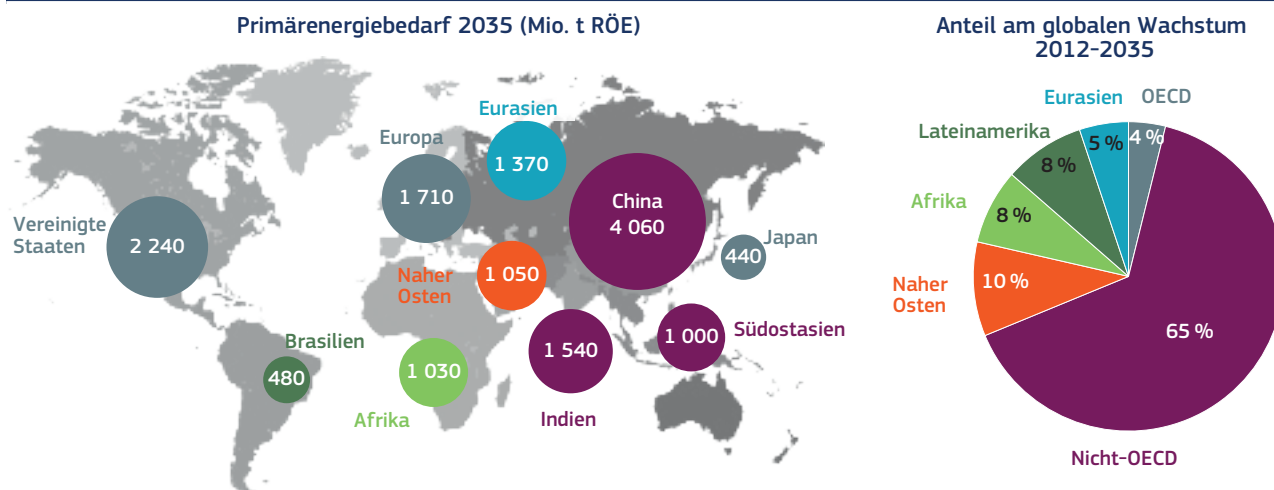 Primärenergiebedarf 2035 (Mio. t RÖE)
Eurasien
1 370
Europa
1 710
China
4 060
Vereinigte
Staaten
2 240
Japan
440
Naher
Osten
1 050
Südostasien
1 000
Brasilien
480
1 540
Indien
1 030
Afrika
Anteil am globalen Wachstum
2012–2035
Eurasien
OECD
Lateinamerika
5 %
4 %
8 %
Afrika
8 %
Naher
Osten
10 %
65 %
Nicht-OECD